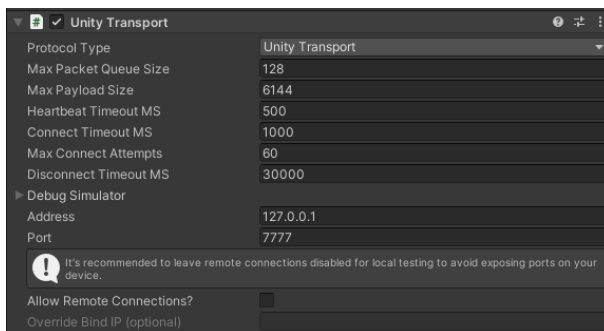 Unity Transport
Protocol Type Unity Transport
Max Packet Queue Size 128
Max Payload Size 6144
Heartbeat Timeout MS 500
Connect Timeout MS 1000
Max Connect Attempts 60
Disconnect Timeout MS 30000
Debug Simulator
Address 127.0.0.1
Port 7777
It's recommended to leave remote connections disabled for local testing to avoid exposing ports on your
device.
Allow Remote Connections?
Override Bind IP (optional)